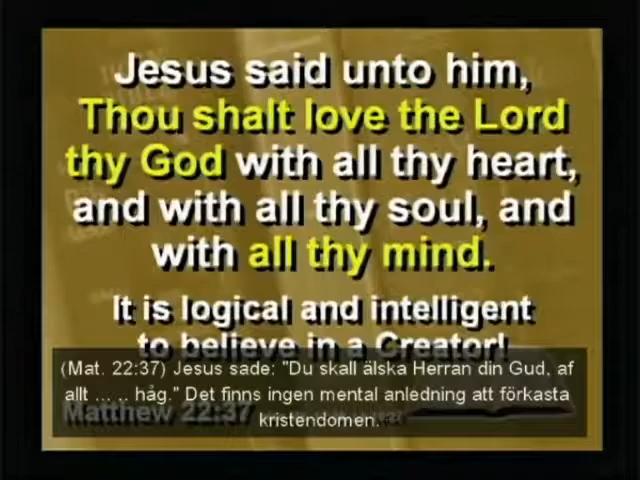 Jesus said unto him,
Thou shalt love the Lord
thy God with all thy heart,
and with all thy soul, and
with all thy mind.
It is logical and intelligent
to believe in a Creator!
(Mat. 22:37) Jesus sade: "Du skall älska Herran din Gud, af
allt ... .. håg." Det finns ingen mental anledning att förkasta
Matthew 22:37
kristendomen.